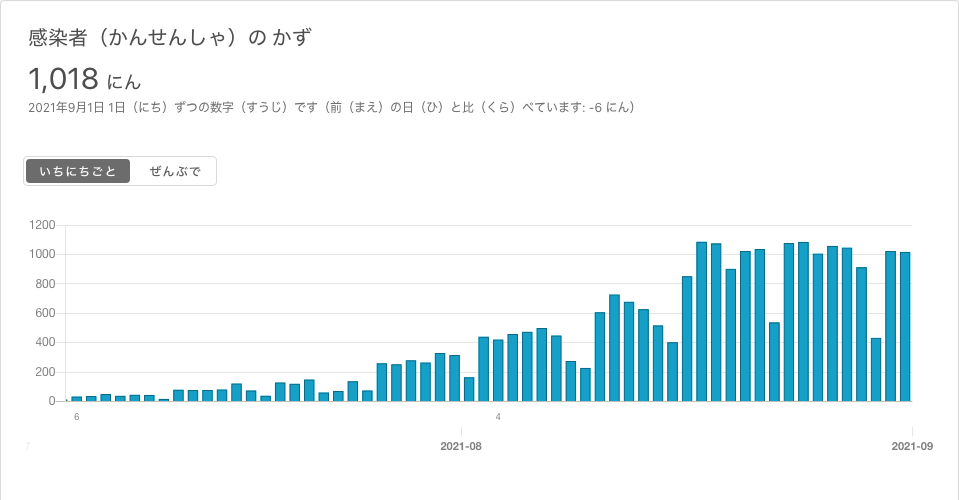 感染者（かんせんしゃ）の かず
1,018 にん
2021年9月1日 1日（にち）ずつの数字（すうじ）です（前（まえ）の日（ひ）と比（くら）べています: -6 にん）
いちにちごと ぜんぶで
1200
1000
800
600
400
200
0
6 4
7 2021-08 2021-09